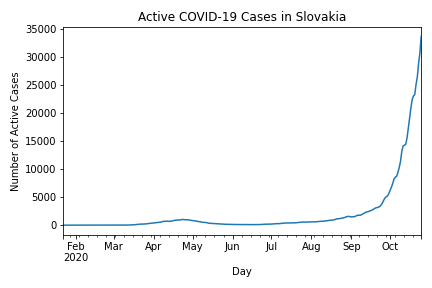 Active COVID-19 Cases in Slovakia
Number of Active Cases
35000
30000
25000
20000
15000
10000
5000
0
Feb Mar Apr May Jun Jul Aug Sep Oct
2020
Day